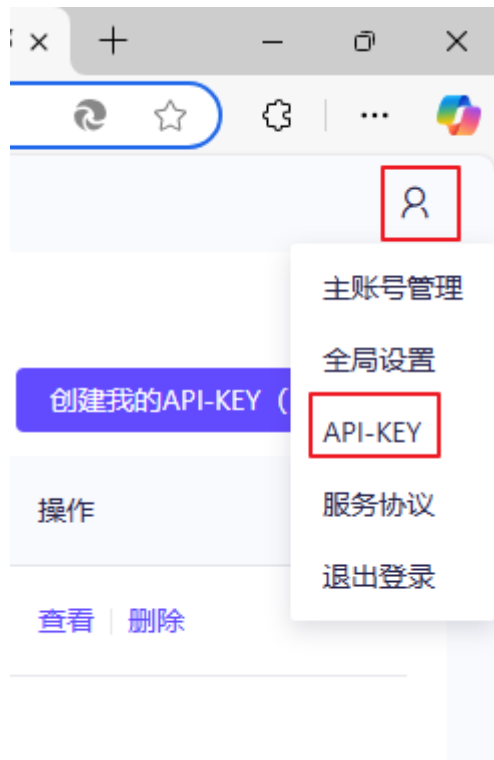 主账号管理
全局设置
创建我的API-KEY（
API-KEY
操作
服务协议
退出登录
查看
删除